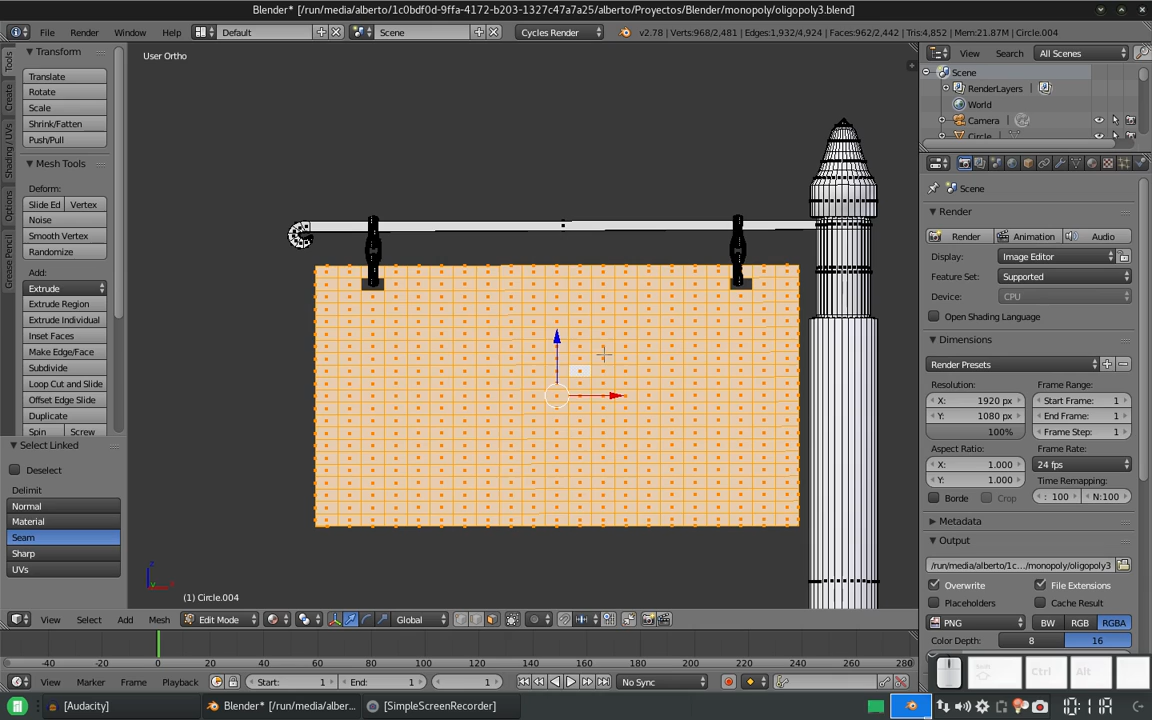 Blender* [/run/media/alberto/1c0bdf0d-9ffa-4172-b203-1327c47a7a25/alberto/Proyectos/Blender/monopoly/oligopoly3.blend]
File Render Window Help Default Scene Cycles Render v2.78 | Verts:968/2,481 | Edges:1,932/4,924 | Faces:962/2,442 | Tris:4,852 | Mem:21.87M | Circle.004
Tools
Create
Shading / UVs
Options
Grease Pencil
Transform
Translate
Rotate
Scale
Shrink/Fatten
Push/Pull
Mesh Tools
Deform:
Slide Ed Vertex
Noise
Smooth Vertex
Randomize
Add:
Extrude
Extrude Region
Extrude Individual
Inset Faces
Make Edge/Face
Subdivide
Loop Cut and Slide
Offset Edge Slide
Duplicate
Spin Screw
Select Linked
Deselect
Delimit
Normal
Material
Seam
Sharp
UVs
User Ortho
(1) Circle.004
View Select Add Mesh Edit Mode Global
View Search All Scenes
Scene
RenderLayers
World
Camera
Circle
Scene
Render
Render Animation Audio
Display: Image Editor
Feature Set: Supported
Device: CPU
Open Shading Language
Dimensions
Render Presets
Resolution: Frame Range:
X: 1920 px Start Frame: 1
Y: 1080 px End Frame: 1
100% Frame Step: 1
Aspect Ratio: Frame Rate:
X: 1.000 24 fps
Y: 1.000 Time Remapping:
Borde Crop : 100 N:100
Metadata
Output
/run/media/alberto/1c.../monopoly/oligopoly3
Overwrite File Extensions
Placeholders Cache Result
PNG BW RGB RGBA
Color Depth: 8 16
-40 -20 0 20 40 60 80 100 120 140 160 180 200 220 240 260 280
View Marker Frame Playback Start: 1 End: 1 1 No Sync
Shift Ctrl Alt
[Audacity] Blender* [/run/media/alber... [SimpleScreenRecorder]